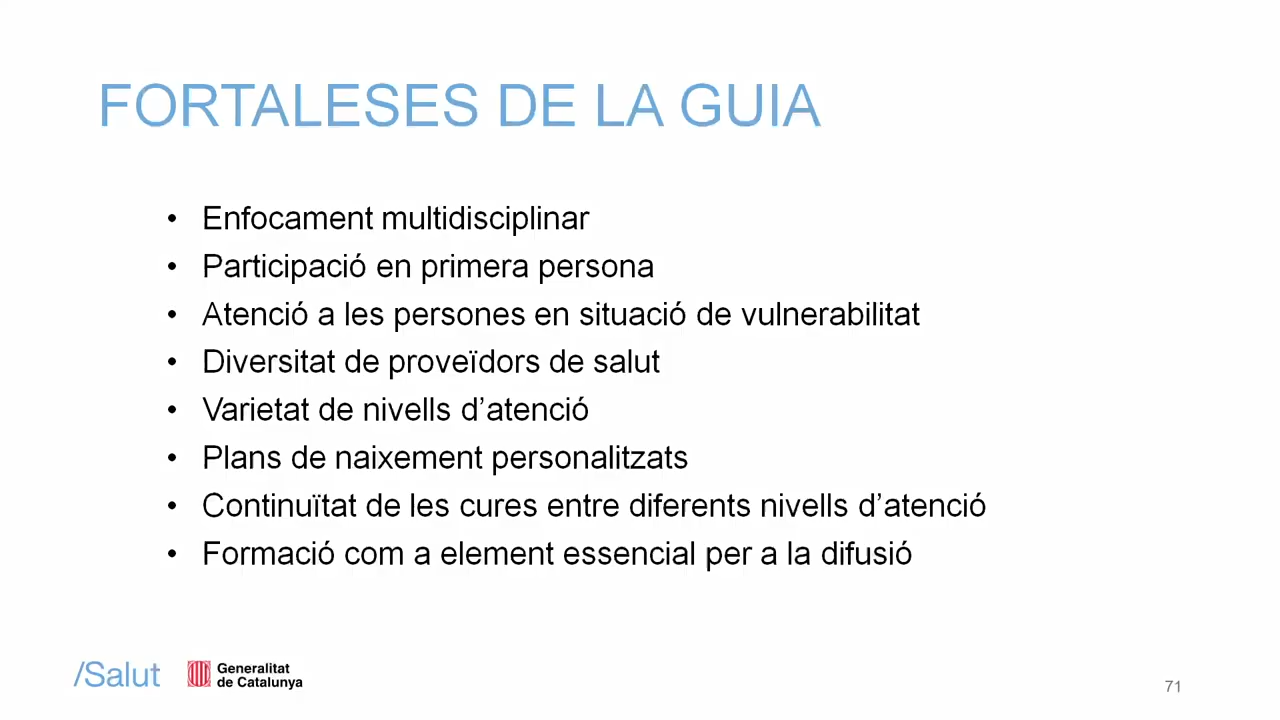 FORTALESES DE LA GUIA
• Enfocament multidisciplinar
• Participació en primera persona
• Atenció a les persones en situació de vulnerabilitat
• Diversitat de proveïdors de salut
• Varietat de nivells d’atenció
• Plans de naixement personalitzats
• Continuïtat de les cures entre diferents nivells d’atenció
• Formació com a element essencial per a la difusió
/Salut
Generalitat
de Catalunya
71